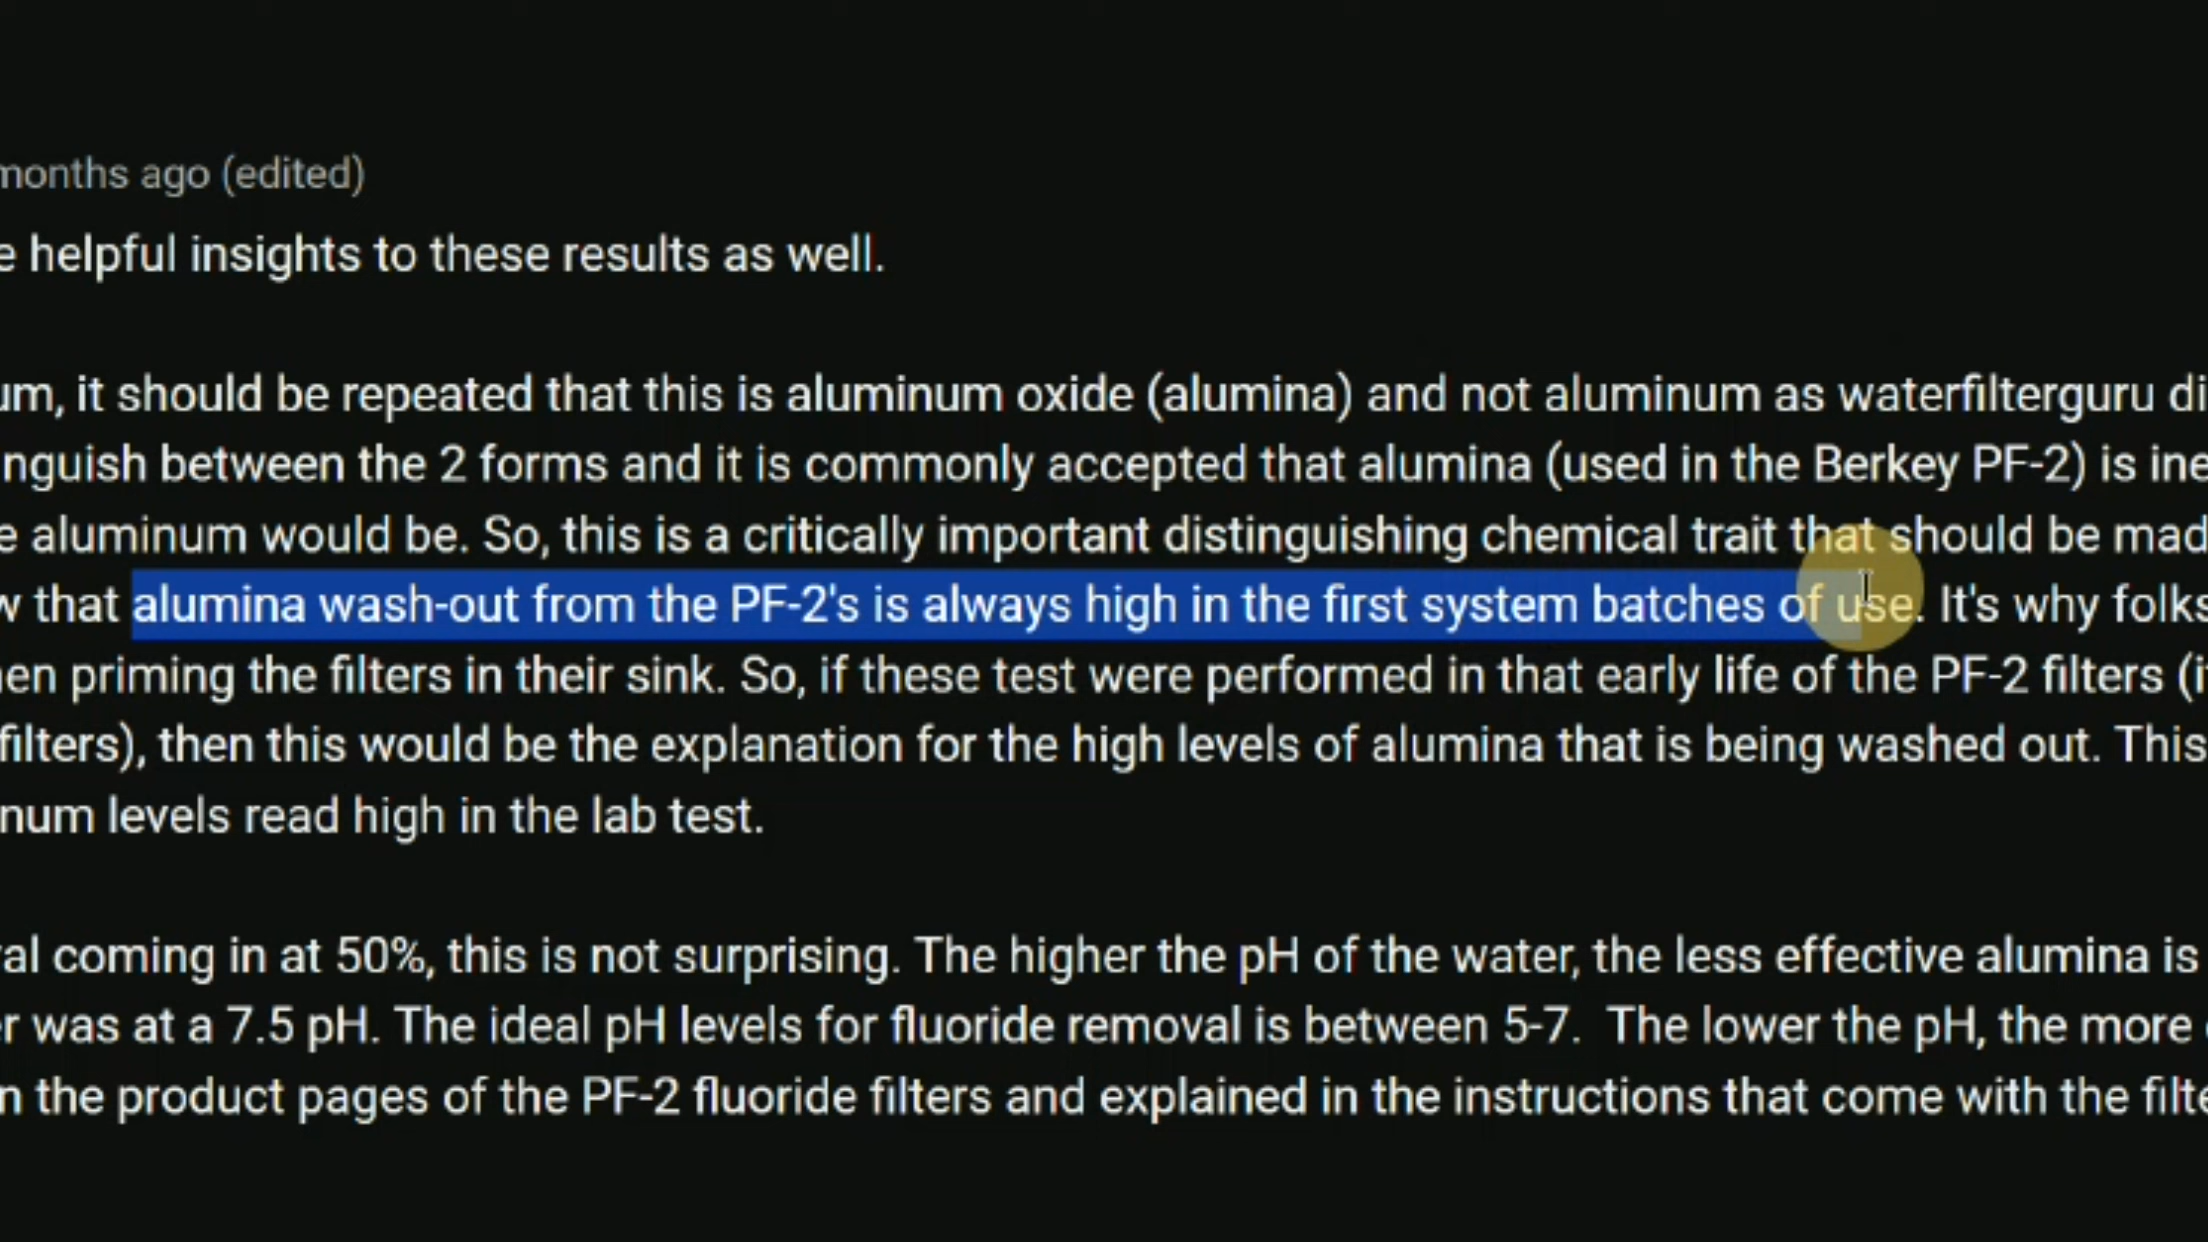 months ago (edited)
e helpful insights to these results as well.
um, it should be repeated that this is aluminum oxide (alumina) and not aluminum as waterfilterguru di
nguish between the 2 forms and it is commonly accepted that alumina (used in the Berkey PF-2) is ine
e aluminum would be. So, this is a critically important distinguishing chemical trait that should be mad
w that alumina wash-out from the PF-2's is always high in the first system batches of use. It's why folks
en priming the filters in their sink. So, if these test were performed in that early life of the PF-2 filters (i
filters), then this would be the explanation for the high levels of alumina that is being washed out. This
num levels read high in the lab test.
al coming in at 50%, this is not surprising. The higher the pH of the water, the less effective alumina is
r was at a 7.5 pH. The ideal pH levels for fluoride removal is between 5-7. The lower the pH, the more
n the product pages of the PF-2 fluoride filters and explained in the instructions that come with the filte